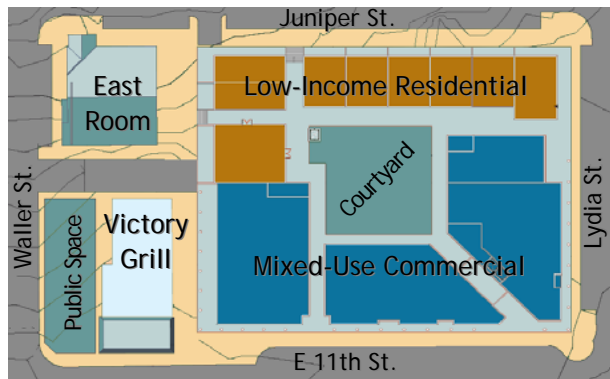 Juniper St.
East
Room
Low-Income Residential
Waller St.
Public Space
Victory
Grill
Courtyard
Mixed-Use Commercial
Lydia St.
E 11th St.